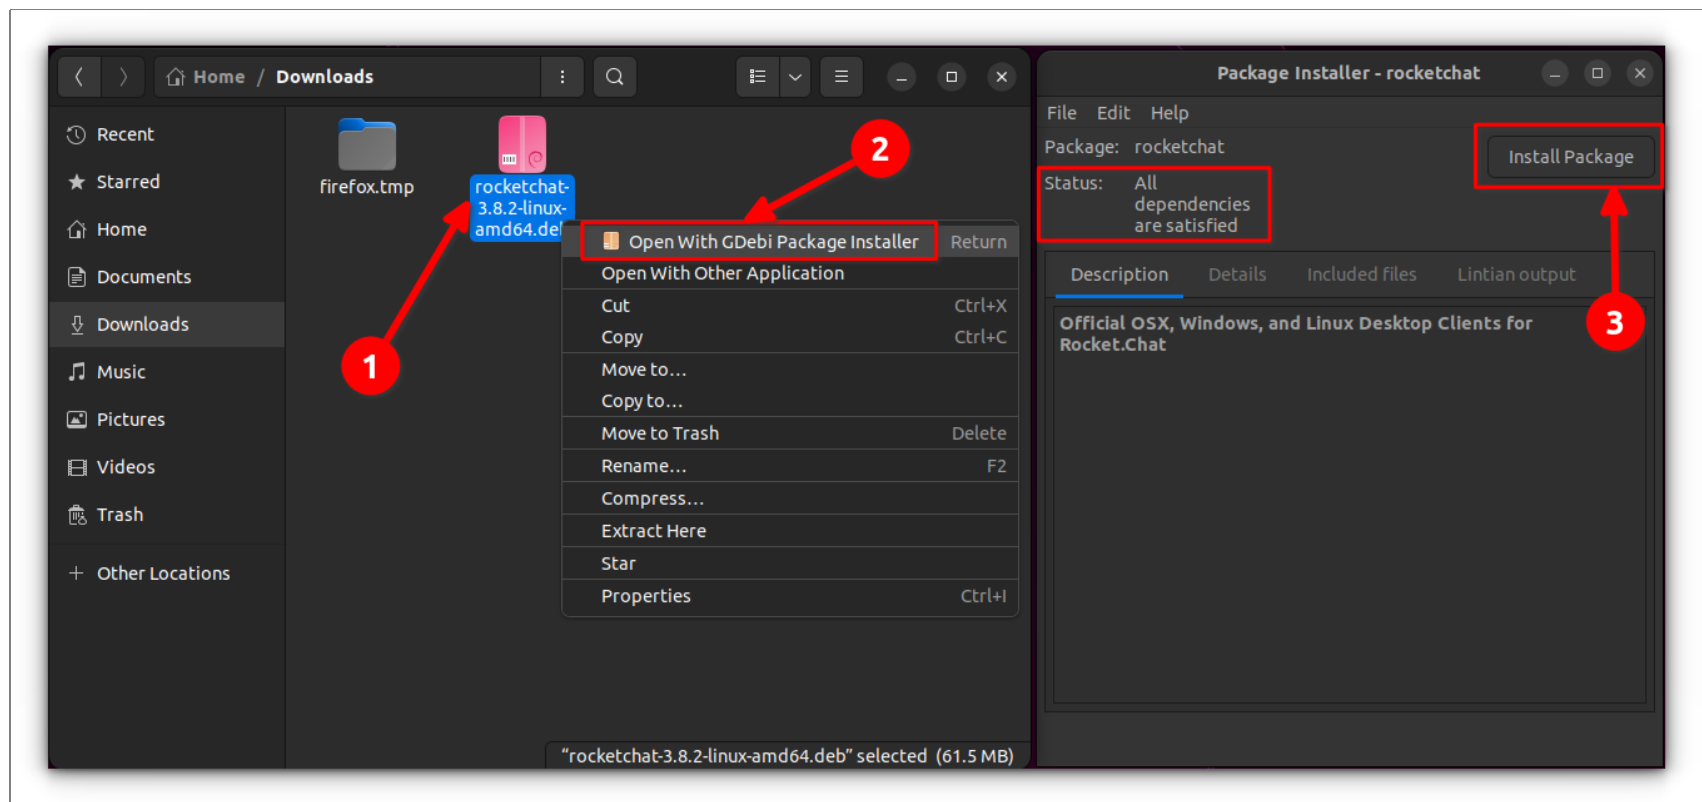 Home / Downloads
Recent
Starred
Home
Documents
Downloads
Music
Pictures
Videos
Trash
Other Locations
firefox.tmp
rocketchat-
3.8.2-linux-
amd64.de
1
2
Open With GDebi Package Installer Return
Open With Other Application
Cut Ctrl+X
Copy Ctrl+C
Move to…
Copy to…
Move to Trash Delete
Rename… F2
Compress…
Extract Here
Star
Properties Ctrl+I
“rocketchat-3.8.2-linux-amd64.deb” selected (61.5 MB)
Package Installer - rocketchat
File Edit Help
Package: rocketchat
Install Package
Status: All
dependencies
are satisfied
Description Details Included files Lintian output
3
Official OSX, Windows, and Linux Desktop Clients for
Rocket.Chat